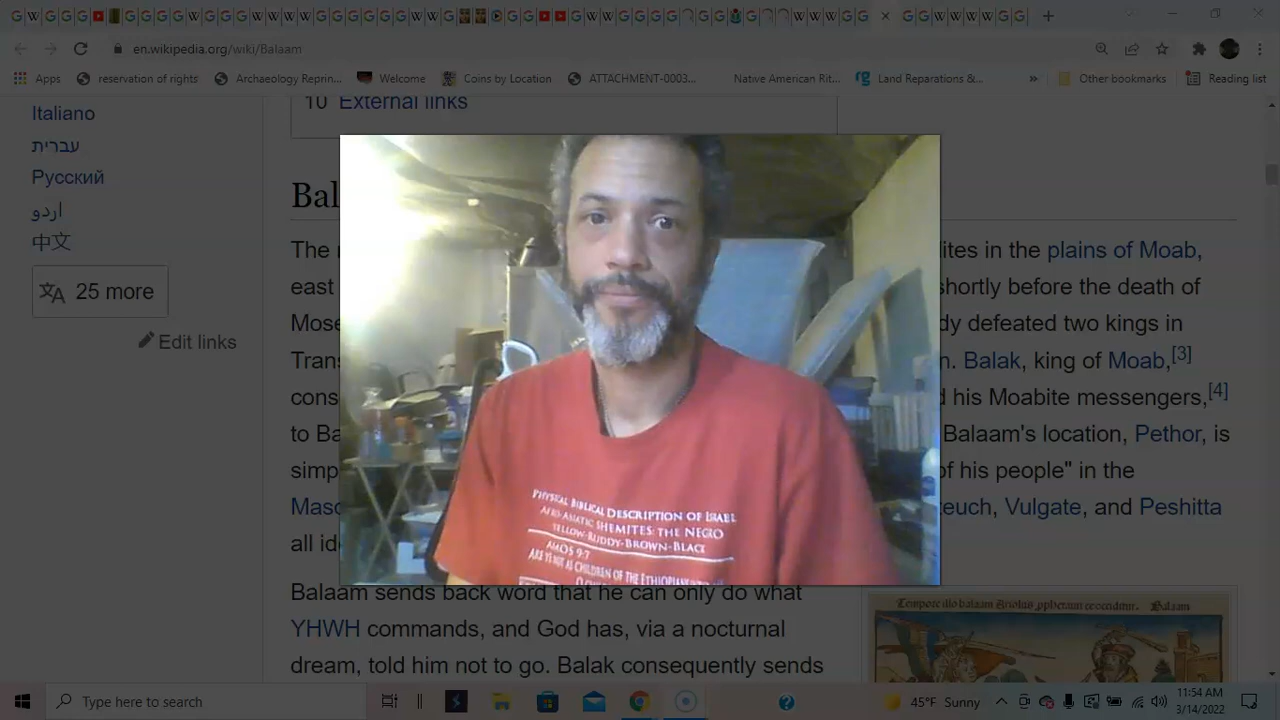 en.wikipedia.org/wiki/Balaam
Apps
reservation of rights
Archaeology Reprin...
Welcome
Coins by Location
ATTACHMENT-0003...
Native American Rit...
Land Reparations &...
»
Other bookmarks
Reading list
Italiano
עברית
Русский
اردو
中文
25 more
Edit links
10 External links
Bal
The
ites in the plains of Moab,
east
shortly before the death of
Mose
dy defeated two kings in
Trans
n. Balak, king of Moab,[3]
cons
d his Moabite messengers,[4]
to Ba
Balaam's location, Pethor, is
simp
of his people" in the
Maso
teuch, Vulgate, and Peshitta
all id
PHYSICAL BIBLICAL DESCRIPTION OF ISRAEL
AFRO-ASIATIC SHEMITES: THE NEGRO
YELLOW-RUDDY-BROWN-BLACK
AMOS 9:7
ARE YE NOT AS CHILDREN OF THE ETHIOPIANS
Balaam sends back word that he can only do what
YHWH commands, and God has, via a nocturnal
dream, told him not to go. Balak consequently sends
Balaam
Type here to search
45°F Sunny
11:54 AM
3/14/2022